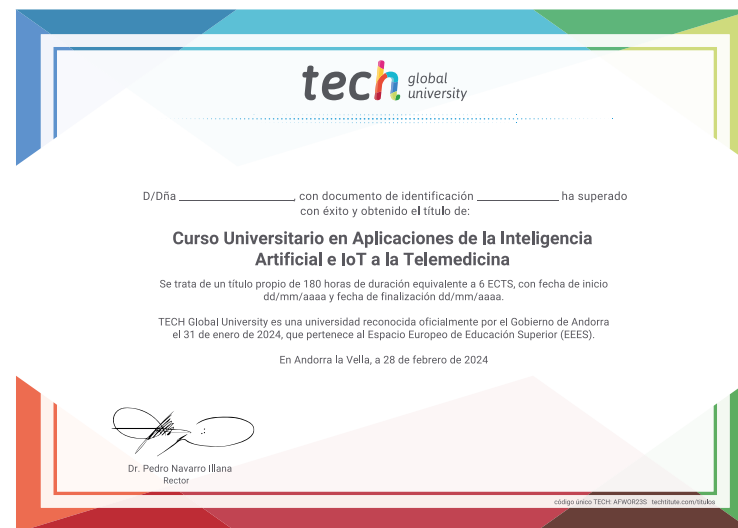 tech global university
D/Dña ____________, con documento de identificación ____________ ha superado
con éxito y obtenido el título de:
Curso Universitario en Aplicaciones de la Inteligencia
Artificial e IoT a la Telemedicina
Se trata de un título propio de 180 horas de duración equivalente a 6 ECTS, con fecha de inicio
dd/mm/aaaa y fecha de finalización dd/mm/aaaa.
TECH Global University es una universidad reconocida oficialmente por el Gobierno de Andorra
el 31 de enero de 2024, que pertenece al Espacio Europeo de Educación Superior (EEES).
En Andorra la Vella, a 28 de febrero de 2024
Dr. Pedro Navarro Illana
Rector
código único TECH: AFWOR23S techtitute.com/titulos